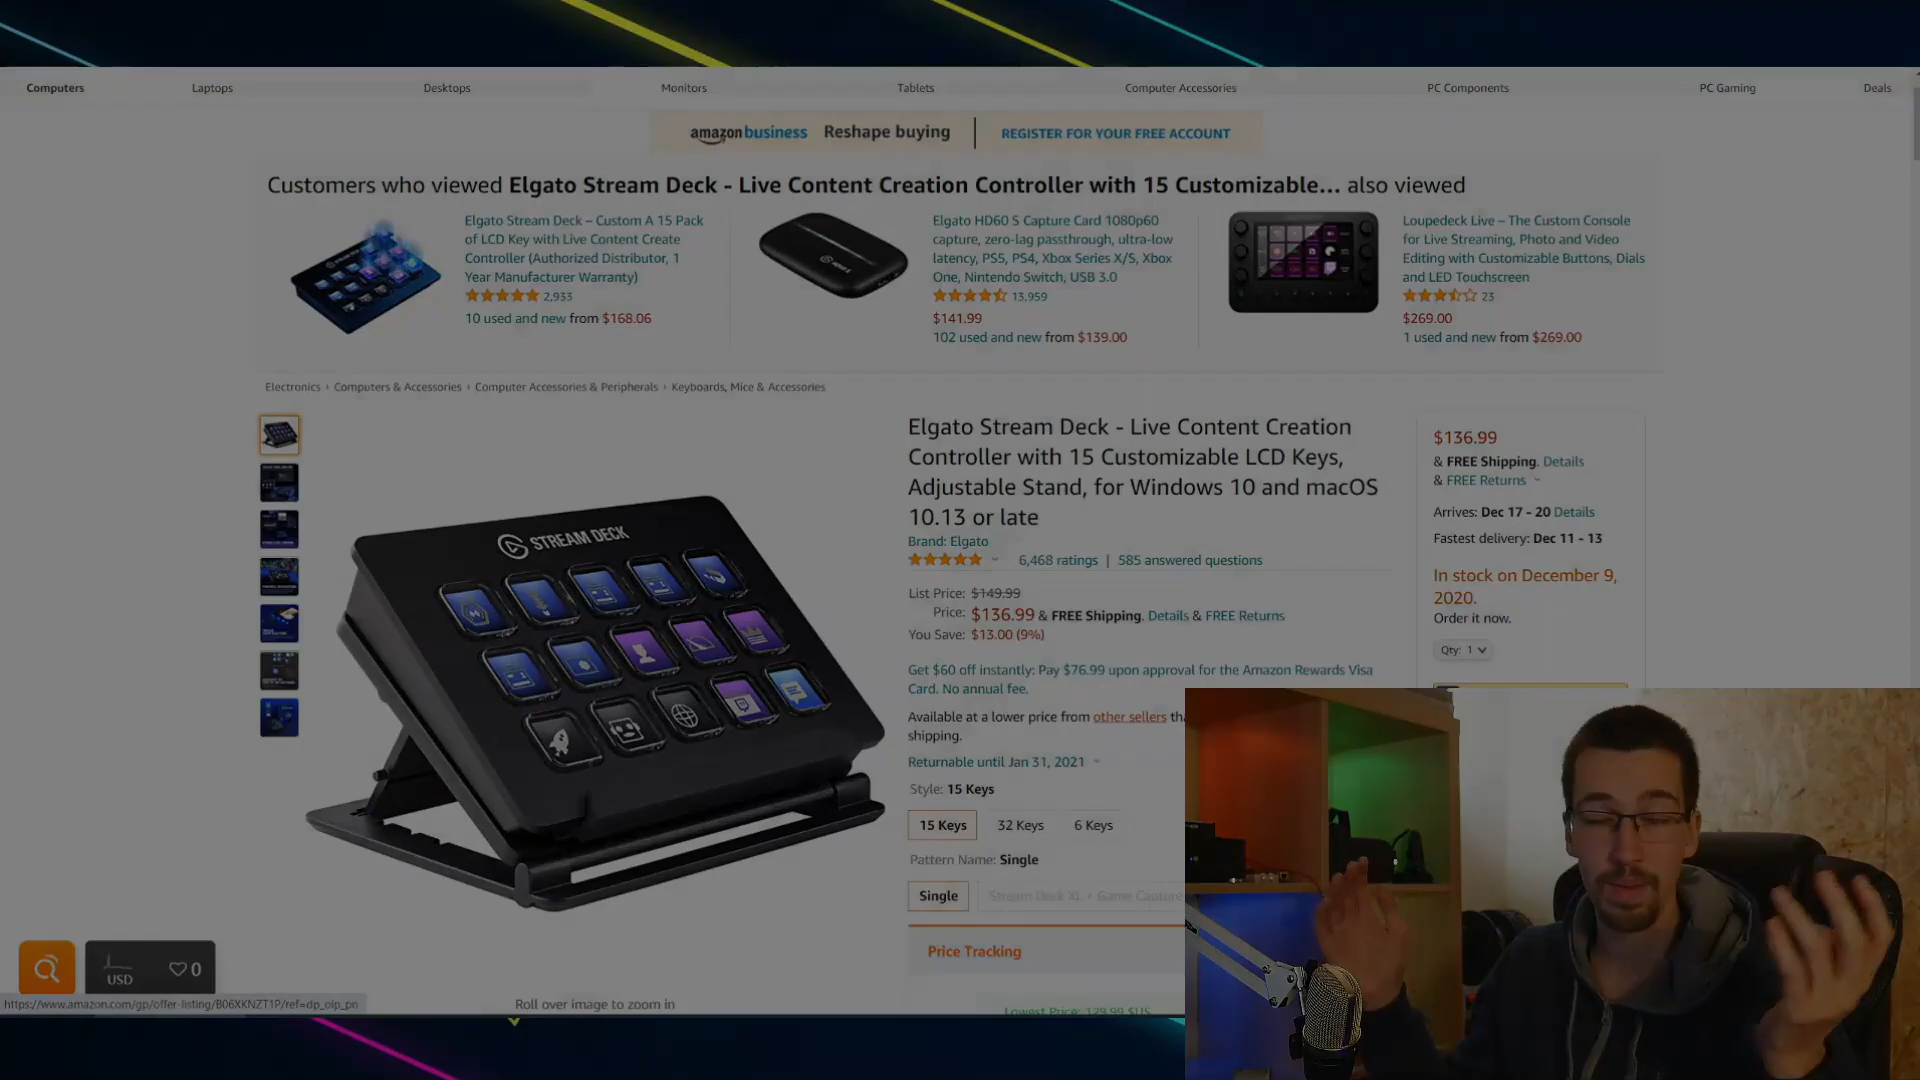 Computers
Laptops
Desktops
Monitors
Tablets
Computer Accessories
PC Components
PC Gaming
Deals
amazon business Reshape buying
REGISTER FOR YOUR FREE ACCOUNT
Customers who viewed Elgato Stream Deck - Live Content Creation Controller with 15 Customizable... also viewed
Elgato Stream Deck – Custom A 15 Pack
of LCD Key with Live Content Create
Controller (Authorized Distributor, 1
Year Manufacturer Warranty)
2,933
10 used and new from $168.06
Elgato HD60 S Capture Card 1080p60
capture, zero-lag passthrough, ultra-low
latency, PS5, PS4, Xbox Series X/S, Xbox
One, Nintendo Switch, USB 3.0
13,959
$141.99
102 used and new from $139.00
Loupedeck Live – The Custom Console
for Live Streaming, Photo and Video
Editing with Customizable Buttons, Dials
and LED Touchscreen
23
$269.00
1 used and new from $269.00
Electronics › Computers & Accessories › Computer Accessories & Peripherals › Keyboards, Mice & Accessories
STREAM DECK
Elgato Stream Deck - Live Content Creation
Controller with 15 Customizable LCD Keys,
Adjustable Stand, for Windows 10 and macOS
10.13 or late
Brand: Elgato
6,468 ratings | 585 answered questions
List Price: $149.99
Price: $136.99 & FREE Shipping. Details & FREE Returns
You Save: $13.00 (9%)
Get $60 off instantly: Pay $76.99 upon approval for the Amazon Rewards Visa
Card. No annual fee.
Available at a lower price from other sellers
shipping.
Returnable until Jan 31, 2021
Style: 15 Keys
15 Keys
32 Keys
6 Keys
Pattern Name: Single
Single
Stream Deck XL + Game Capture
Price Tracking
Lowest Price: 129.99 $US
$136.99
& FREE Shipping. Details
& FREE Returns
Arrives: Dec 17 - 20 Details
Fastest delivery: Dec 11 - 13
In stock on December 9,
2020.
Order it now.
Qty: 1
USD
0
https://www.amazon.com/gp/offer-listing/B06XKNZT1P/ref=dp_olp_pn
Roll over image to zoom in